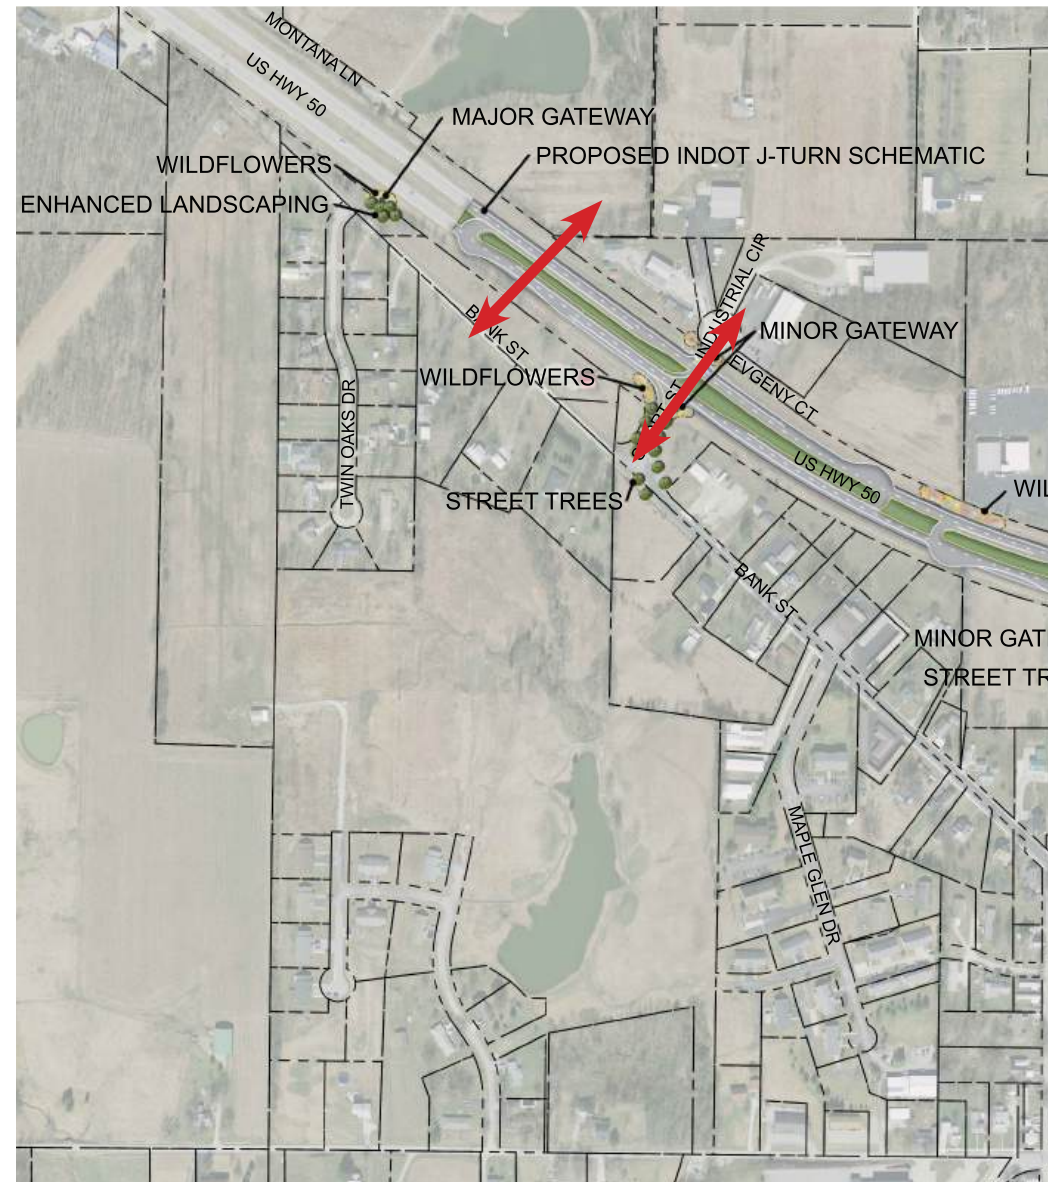 MONTANA LN
US HWY 50
MAJOR GATEWAY
PROPOSED INDOT J-TURN SCHEMATIC
WILDFLOWERS
ENHANCED LANDSCAPING
INDUSTRIAL CIR
BANK ST
MINOR GATEWAY
EVGENY CT
WILDFLOWERS
ST
TWIN OAKS DR
US HWY 50
WIL
STREET TREES
BANK ST
MINOR GAT
STREET TR
MAPLE GLEN DR